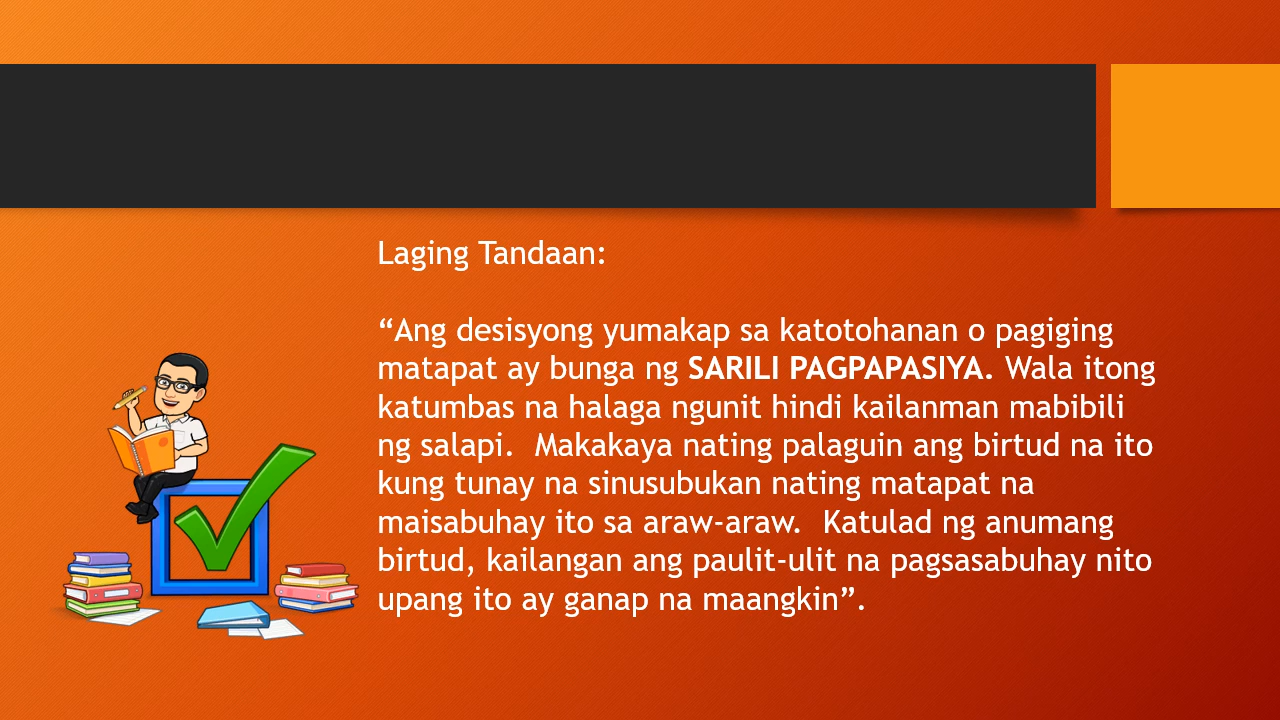 Laging Tandaan:
“Ang desisyong yumakap sa katotohanan o pagiging
matapat ay bunga ng SARILI PAGPAPASIYA. Wala itong
katumbas na halaga ngunit hindi kailanman mabibili
ng salapi.  Makakaya nating palaguin ang birtud na ito
kung tunay na sinusubukan nating matapat na
maisabuhay ito sa araw-araw.  Katulad ng anumang
birtud, kailangan ang paulit-ulit na pagsasabuhay nito
upang ito ay ganap na maangkin”.